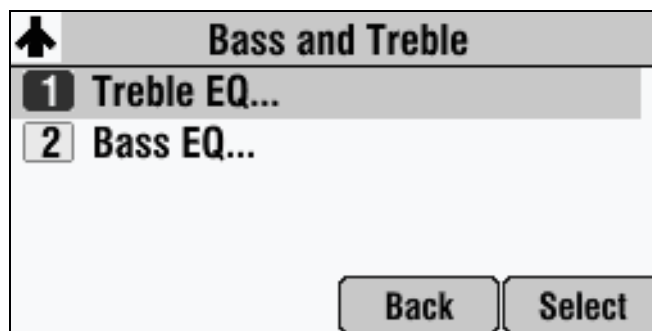 Bass and Treble
1 Treble EQ...
2 Bass EQ...
Back Select